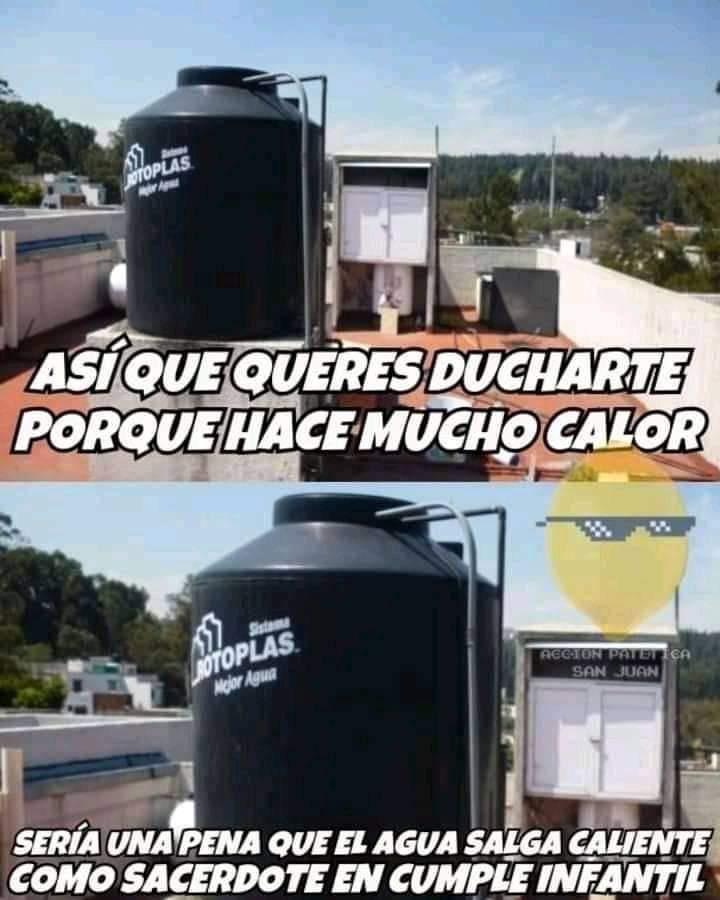 Sistema
ROTOPLAS.
Mejor Agua
ASÍ QUE QUERES DUCHARTE
PORQUE HACE MUCHO CALOR
Sistema
ROTOPLAS.
Mejor Agua
ACCION PATETICA
SAN JUAN
SERÍA UNA PENA QUE EL AGUA SALGA CALIENTE
COMO SACERDOTE EN CUMPLE INFANTIL